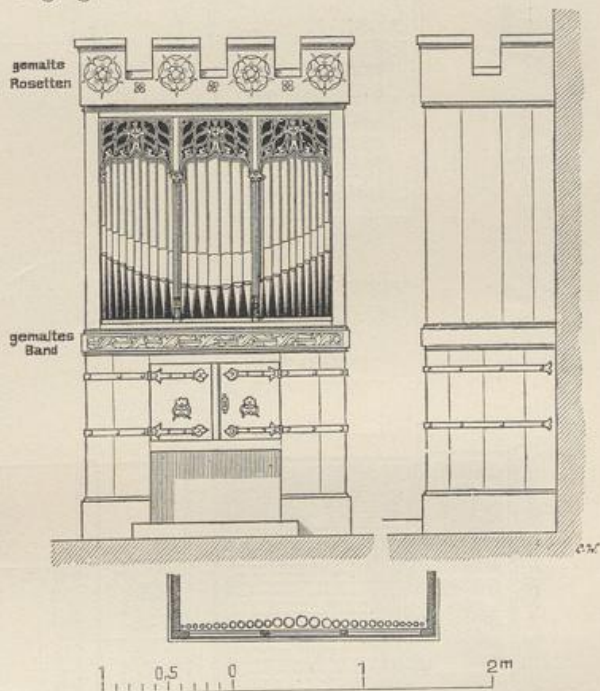 gemalte
Rosetten
gemaltes
Band
C.W.
1 0,5 0 1 2m